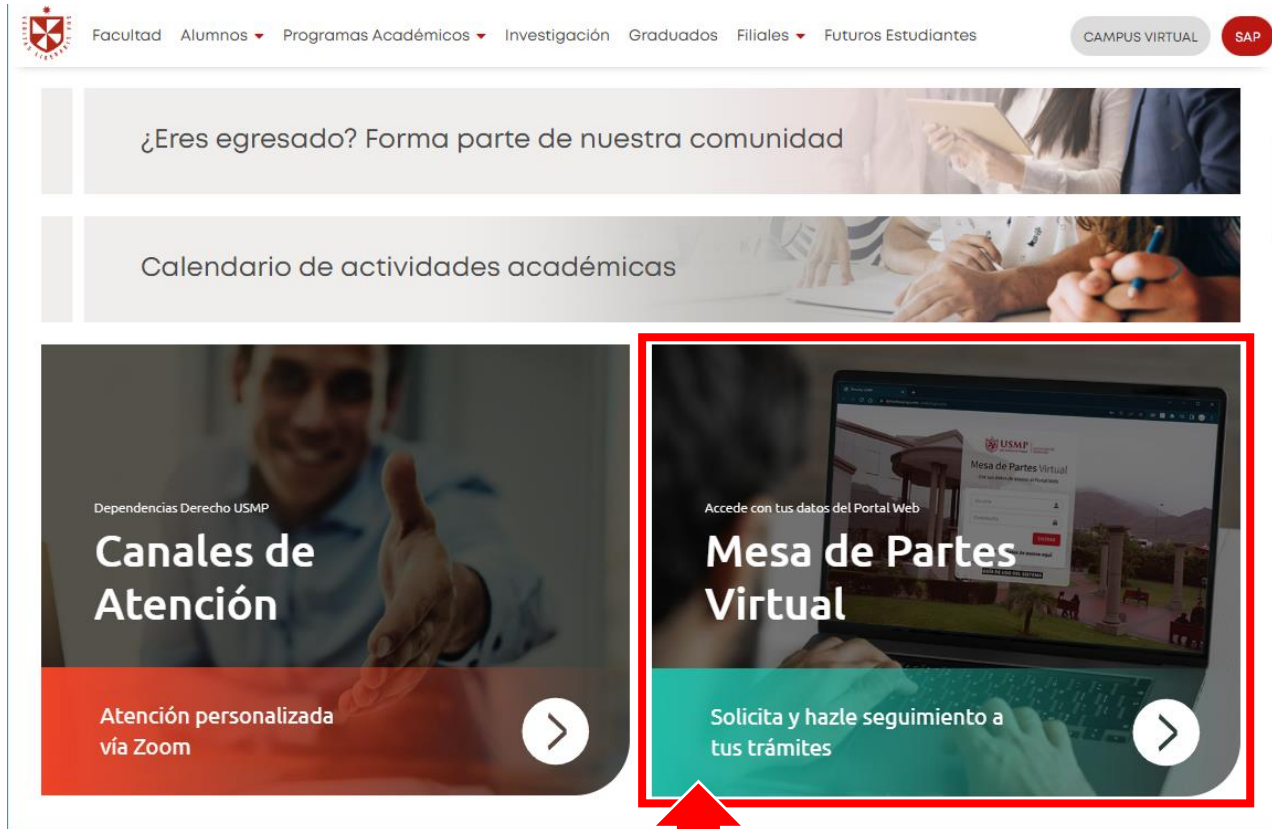 Facultad Alumnos Programas Académicos Investigación Graduados Filiales Futuros Estudiantes CAMPUS VIRTUAL SAP
¿Eres egresado? Forma parte de nuestra comunidad
Calendario de actividades académicas
Dependencias Derecho USMP
Canales de
Atención
Atención personalizada
vía Zoom
USMP
Mesa de Partes Virtual
Accede con tus datos del Portal Web
Mesa de Partes
Virtual
Solicita y hazle seguimiento a
tus trámites